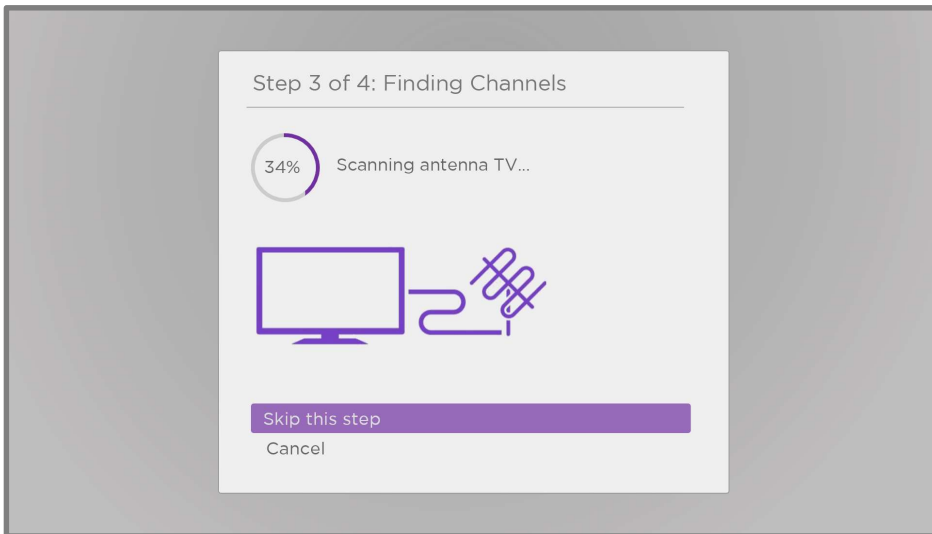 Step 3 of 4: Finding Channels
34%
Scanning antenna TV...
Skip this step
Cancel